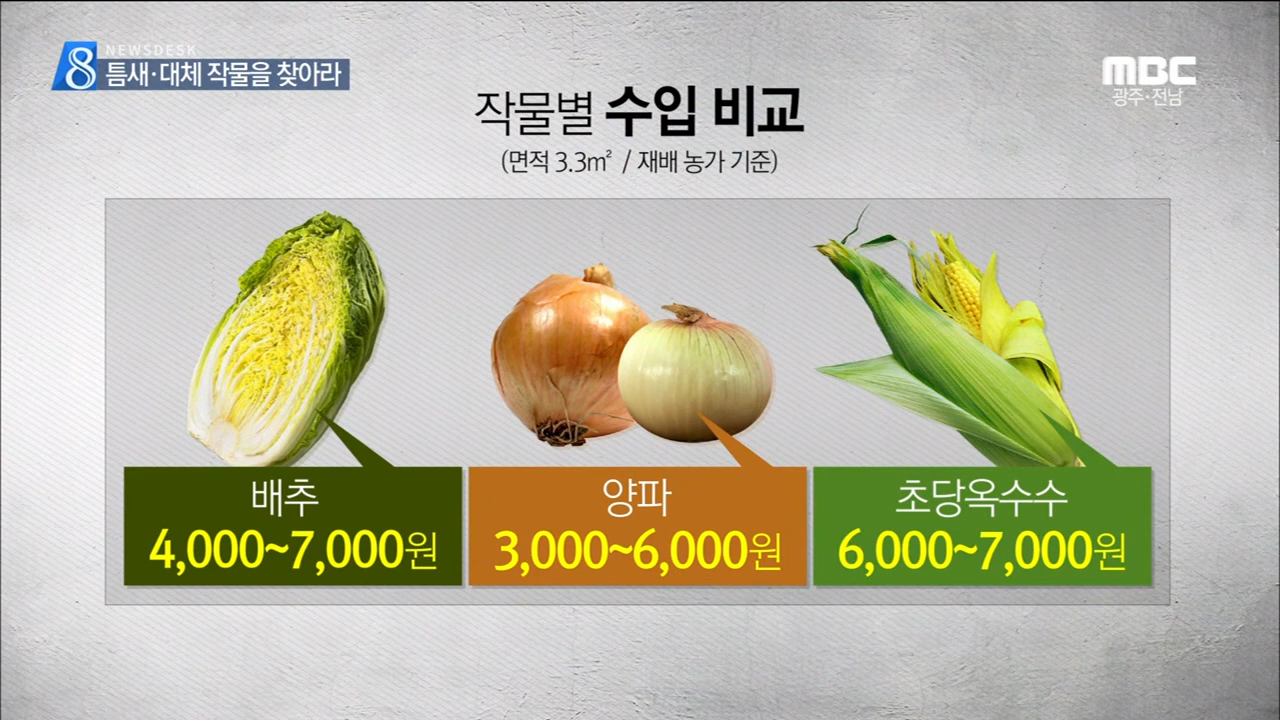 NEWSDESK
8 틈새·대체 작물을 찾아라
MBC
광주·전남
작물별 수입 비교
(면적 3.3㎡ / 재배 농가 기준)
배추
4,000~7,000원
양파
3,000~6,000원
초당옥수수
6,000~7,000원